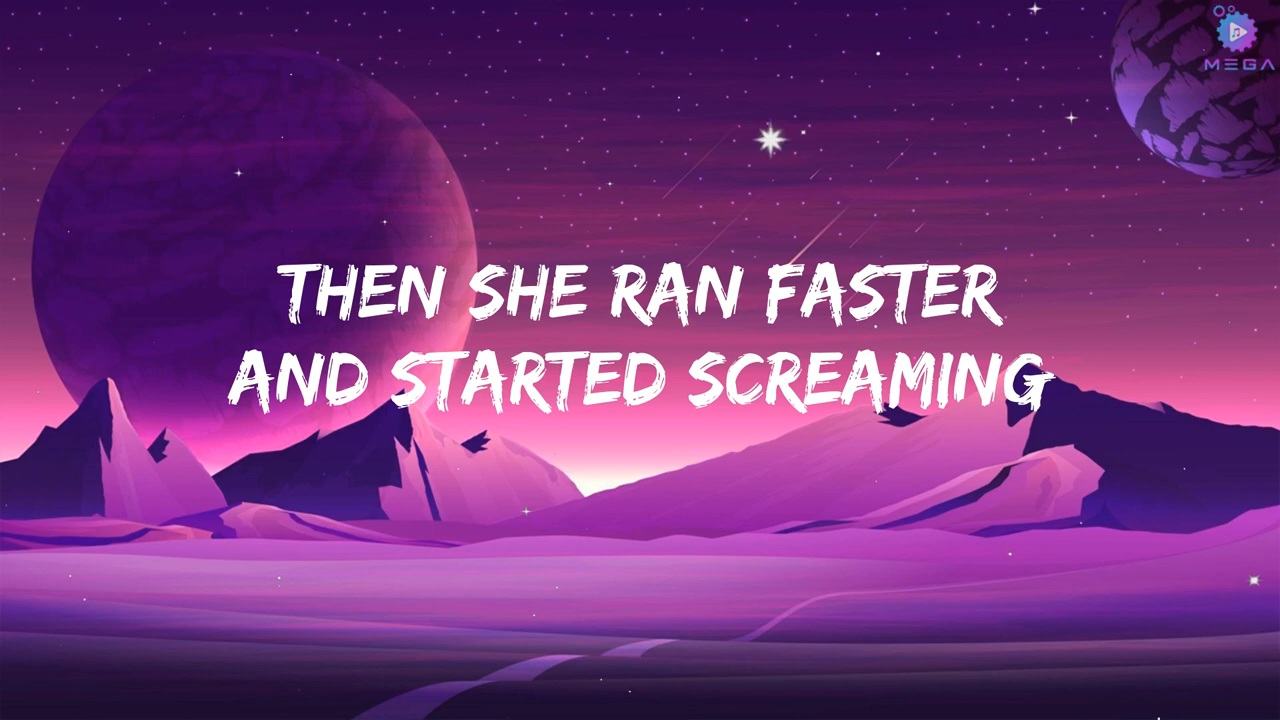 MEGA
THEN SHE RAN FASTER
AND STARTED SCREAMING